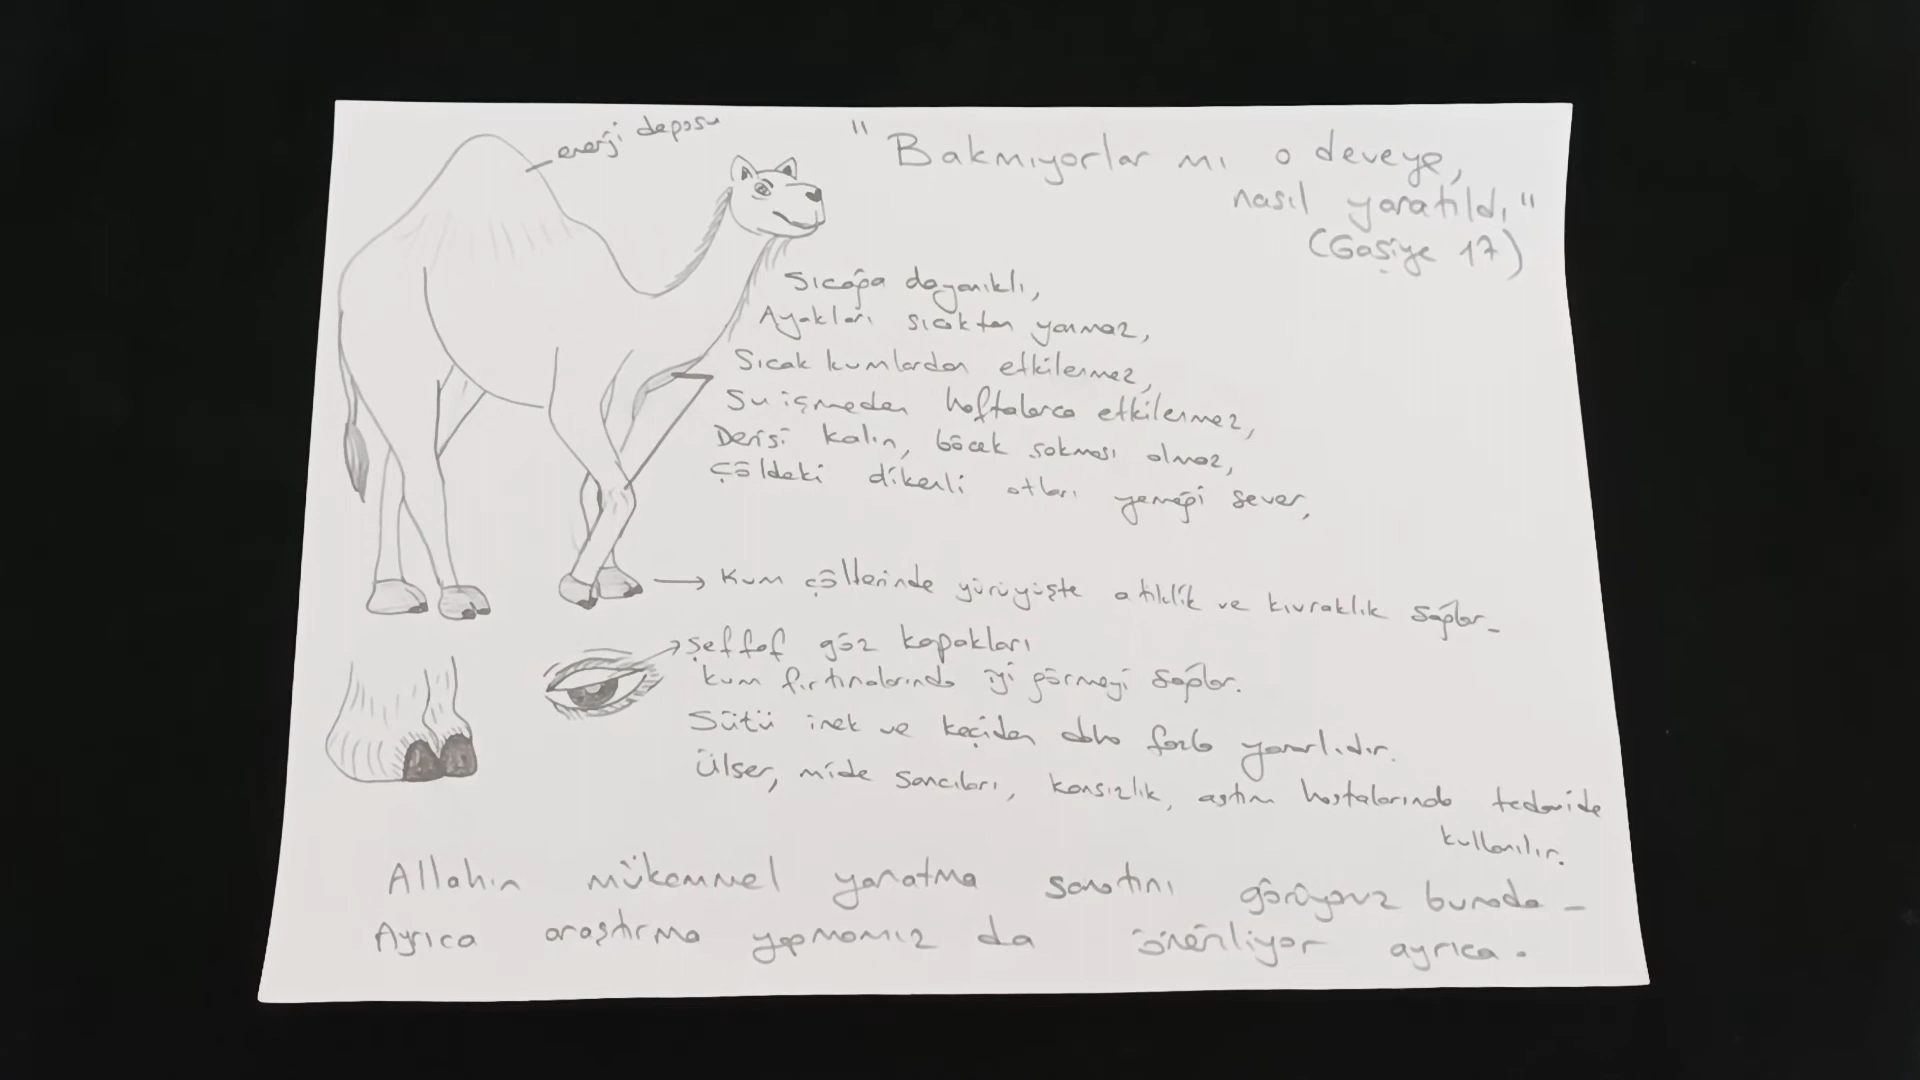 enerji deposu
"Bakmıyorlar mı o deveye,
nasıl yaratıldı"
(Gaşiye 17)
Sıcağa dayanıklı,
Ayakları sıcaktan yanmaz,
Sıcak kumlardan etkilenmez,
Su içmeden haftalarca etkilenmez,
Derisi kalın, böcek sokması olmaz,
Çöldeki dikenli otları yemeği sever,
→ Kum çöllerinde yürüyüşte atiklik ve kıvraklık sağlar.
→ şeffaf göz kapakları
kum fırtınalarında iyi görmeyi sağlar.
Sütü inek ve keçiden daha fazla yararlıdır.
Ülser, mide sancıları, kansızlık, astım hastalarında tedavide
kullanılır.
Allahın mükemmel yaratma sanatını görüyoruz burada -
Ayrıca araştırma yapmamız da öneriliyor ayrıca.